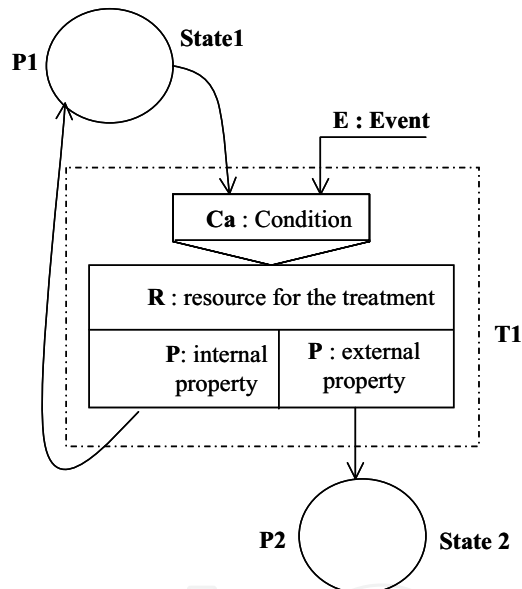 State1
P1
E : Event
Ca : Condition
R : resource for the treatment
T1
P: internal
property
P : external
property
P2
State 2